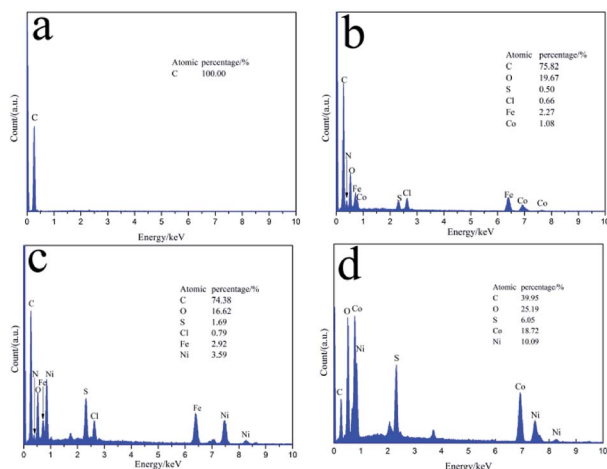 a
Atomic percentage/%
C 100.00
C
Count/(a.u.)
0 1 2 3 4 5 6 7 8 9 10
Energy/keV
b
Atomic percentage/%
C 75.82
O 19.67
S 0.50
Cl 0.66
Fe 2.27
Co 1.08
C
N
O
Fe
Co
S
Cl
Fe
Co
Co
Count/(a.u.)
0 1 2 3 4 5 6 7 8 9 10
Energy/keV
c
Atomic percentage/%
C 74.38
O 16.62
S 1.69
Cl 0.79
Fe 2.92
Ni 3.59
C
N
O
Fe
Ni
S
Cl
Fe
Ni
Ni
Count/(a.u.)
0 1 2 3 4 5 6 7 8 9 10
Energy/keV
d
Atomic percentage/%
C 39.95
O 25.19
S 6.05
Co 18.72
Ni 10.09
C
O
Co
Ni
S
Co
Ni
Ni
Count/(a.u.)
0 1 2 3 4 5 6 7 8 9 10
Energy/keV